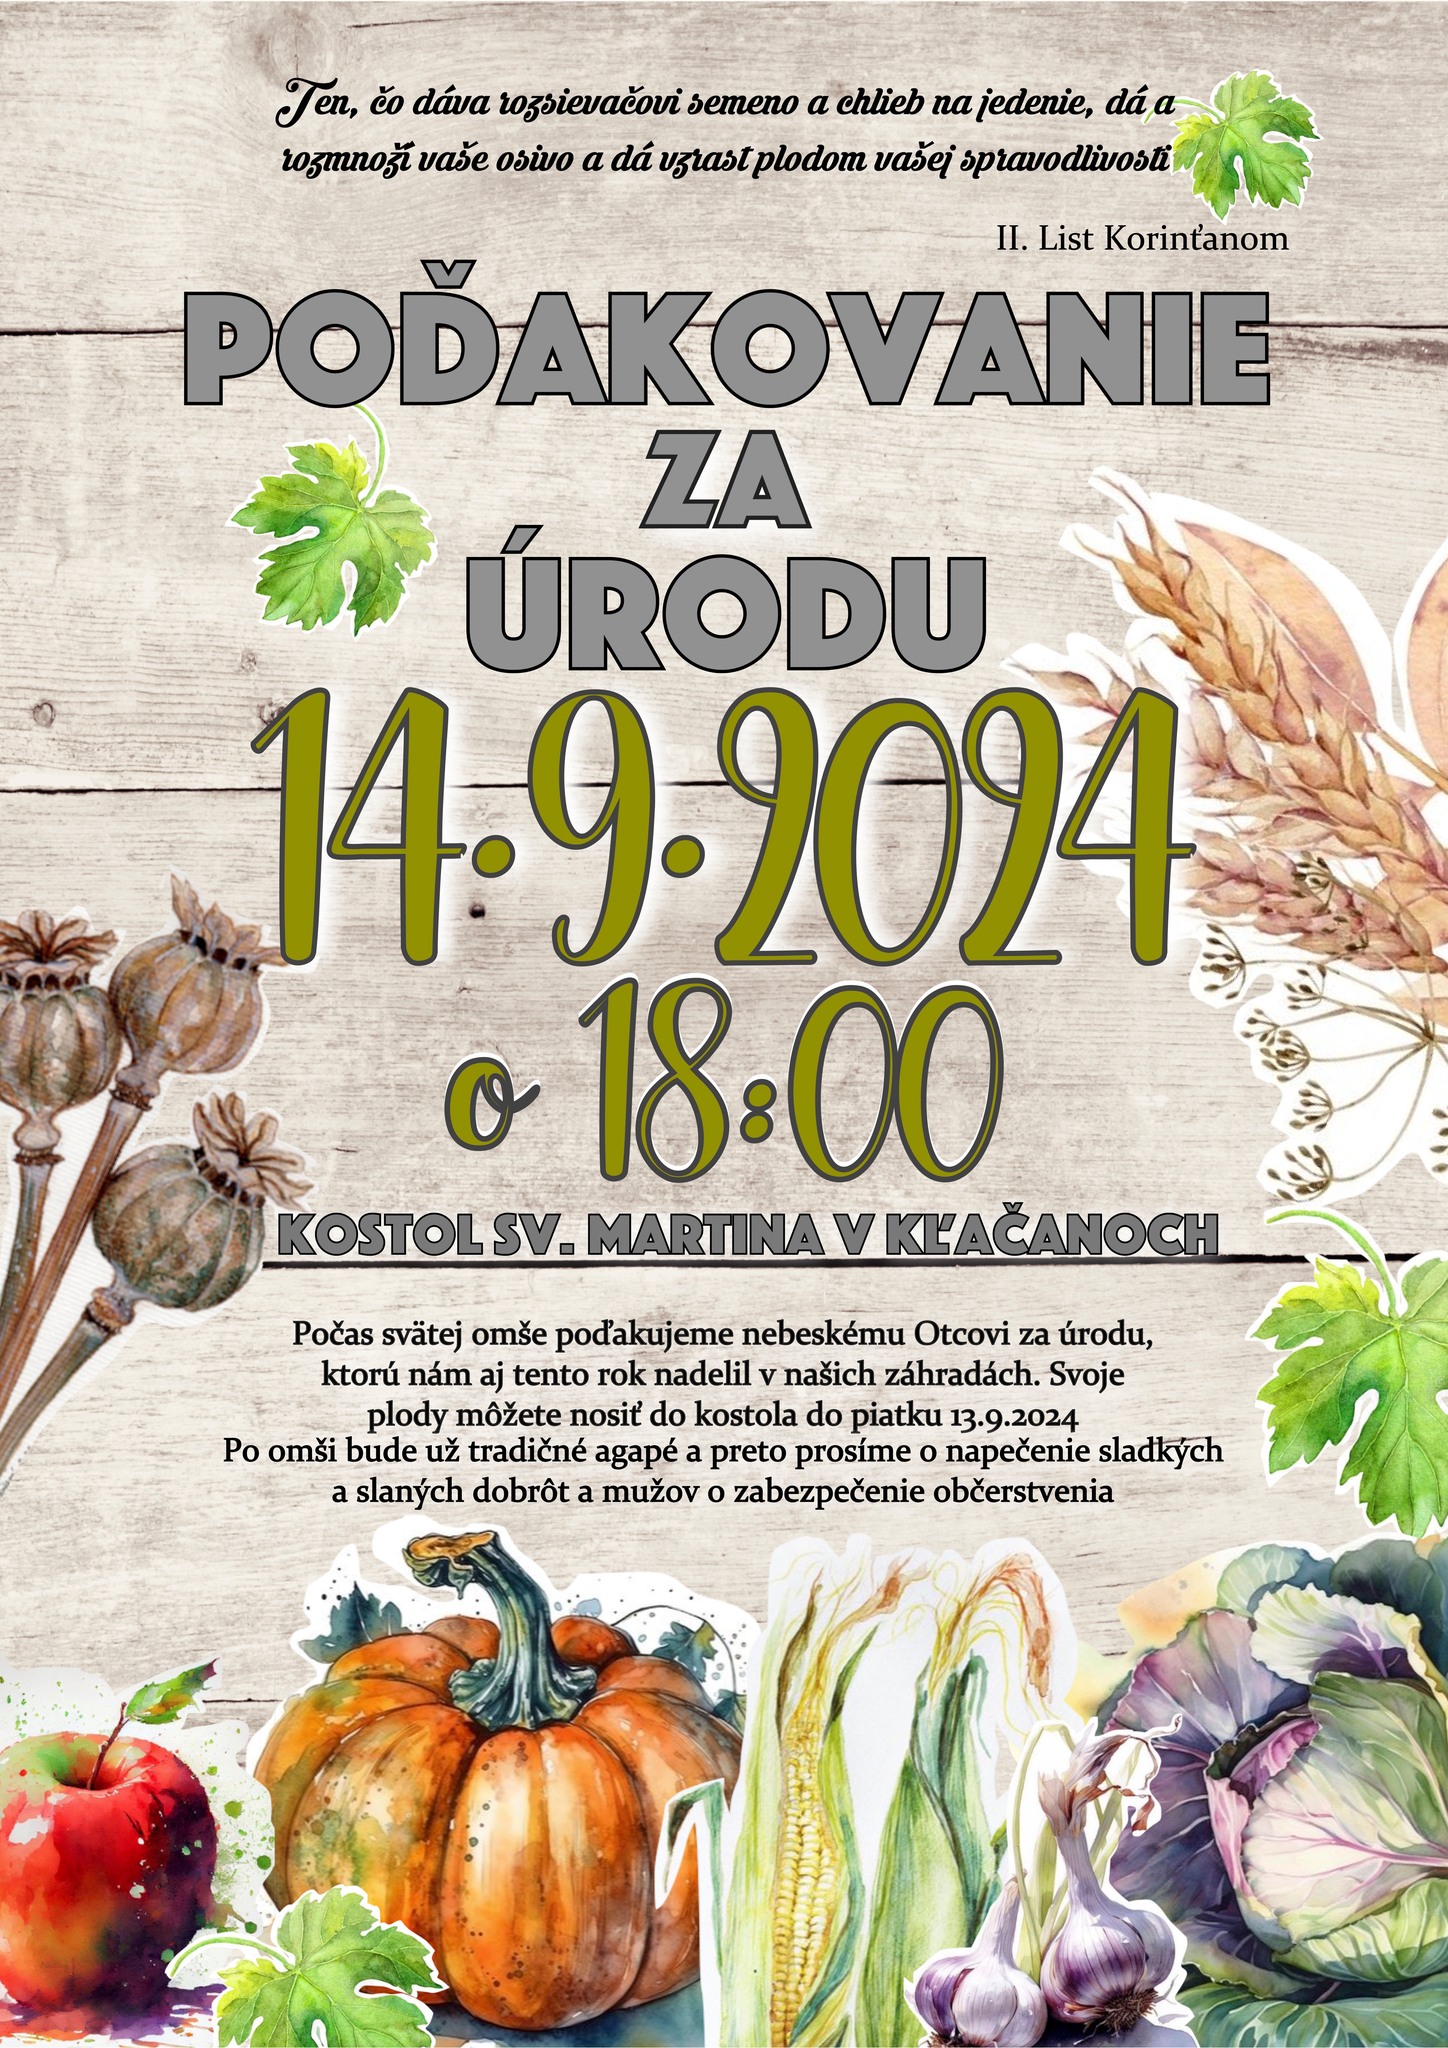 Ten, čo dáva rozsievačovi semeno a chlieb na jedenie, dá a
rozmnoží vaše osivo a dá vzrast plodom vašej spravodlivosti
II. List Korinťanom
POĎAKOVANIE
ZA
ÚRODU
14.9.2024
o 18:00
KOSTOL SV. MARTINA V KĽAČANOCH
Počas svätej omše poďakujeme nebeskému Otcovi za úrodu,
ktorú nám aj tento rok nadelil v našich záhradách. Svoje
plody môžete nosiť do kostola do piatku 13.9.2024
Po omši bude už tradičné agapé a preto prosíme o napečenie sladkých
a slaných dobrôt a mužov o zabezpečenie občerstvenia